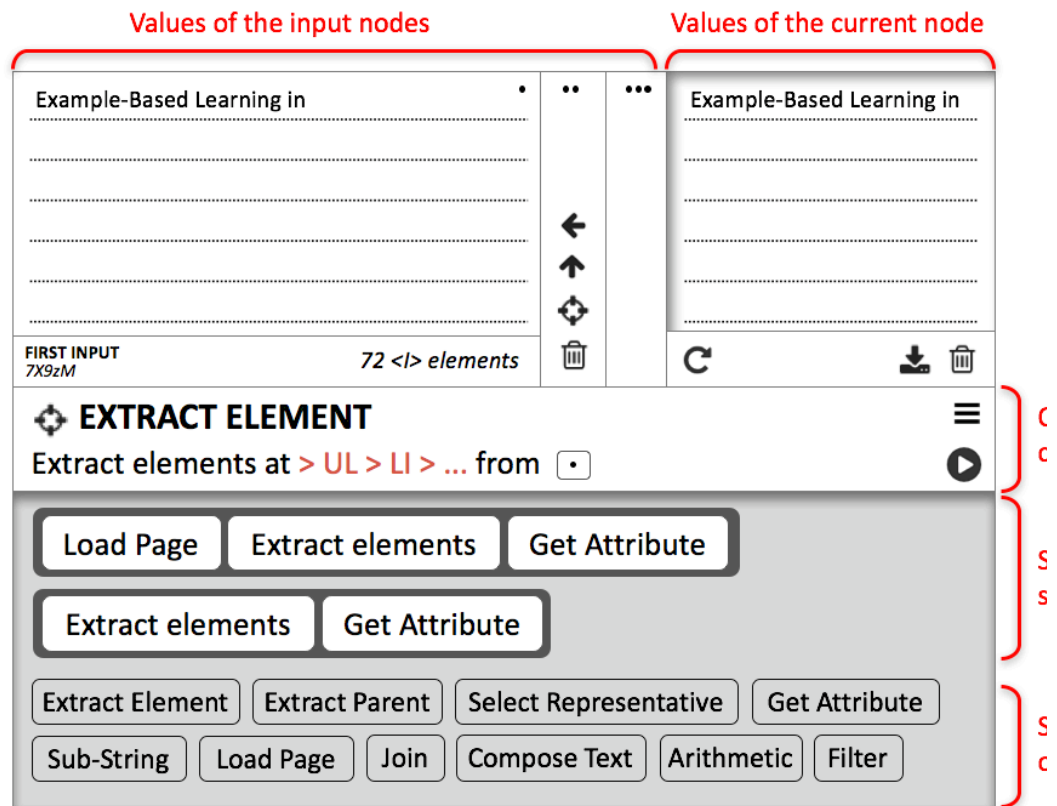 Values of the input nodes
Values of the current node
Example-Based Learning in
Example-Based Learning in
FIRST INPUT
7X9zM
72 <I> elements
EXTRACT ELEMENT
Extract elements at > UL > LI > ... from
Load Page Extract elements Get Attribute
Extract elements Get Attribute
Extract Element Extract Parent Select Representative Get Attribute
Sub-String Load Page Join Compose Text Arithmetic Filter